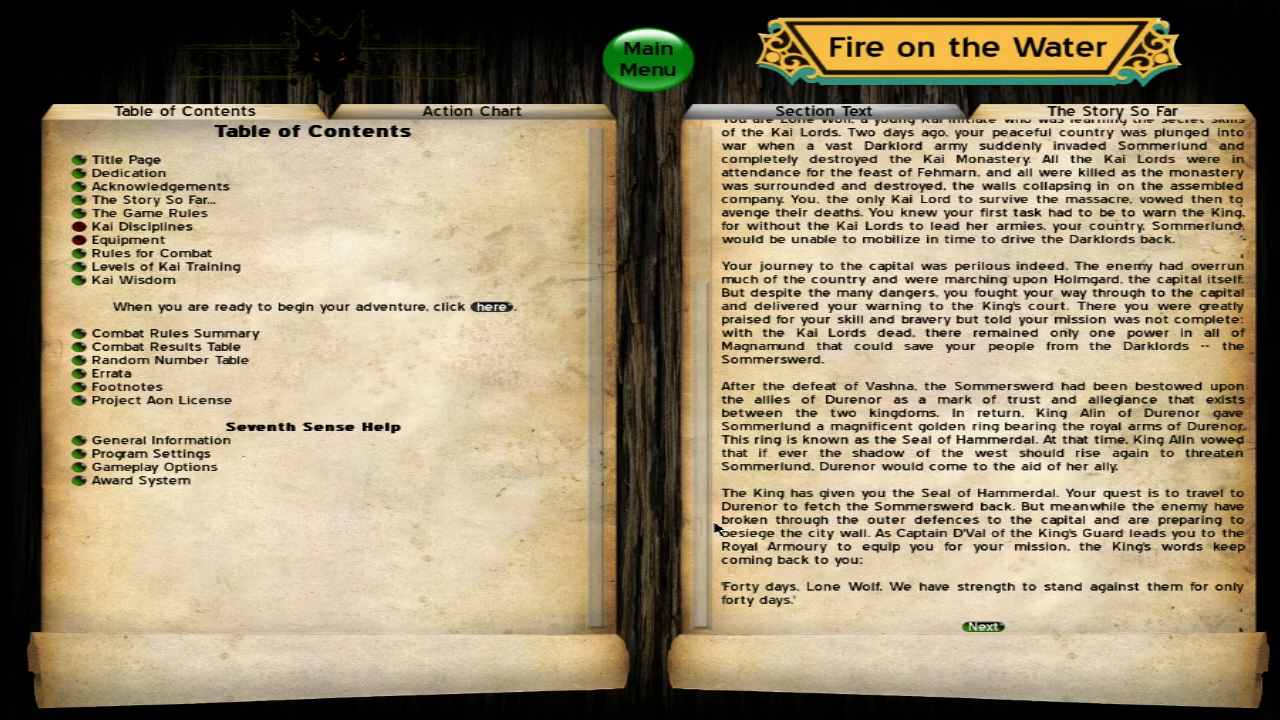 Main
Menu
Fire on the Water
Table of Contents
Action Chart
Section Text
The Story So Far
Table of Contents
Title Page
Dedication
Acknowledgements
The Story So Far...
The Game Rules
Kai Disciplines
Equipment
Rules for Combat
Levels of Kai Training
Kai Wisdom
When you are ready to begin your adventure, click here.
Combat Rules Summary
Combat Results Table
Random Number Table
Errata
Footnotes
Project Aon License
Seventh Sense Help
General Information
Program Settings
Gameplay Options
Award System
You are Lone Wolf, a young Kai initiate who was learning the secret skills
of the Kai Lords. Two days ago, your peaceful country was plunged into
war when a vast Darklord army suddenly invaded Sommerlund and
completely destroyed the Kai Monastery. All the Kai Lords were in
attendance for the feast of Fehmarn, and all were killed as the monastery
was surrounded and destroyed, the walls collapsing in on the assembled
company. You, the only Kai Lord to survive the massacre, vowed then to
avenge their deaths. You knew your first task had to be to warn the King,
for without the Kai Lords to lead her armies, your country, Sommerlund,
would be unable to mobilize in time to drive the Darklords back.
Your journey to the capital was perilous indeed. The enemy had overrun
much of the country and were marching upon Holmgard, the capital itself.
But despite the many dangers, you fought your way through to the capital
and delivered your warning to the King's court. There you were greatly
praised for your skill and bravery but told your mission was not complete;
with the Kai Lords dead, there remained only one power in all of
Magnamund that could save your people from the Darklords -- the
Sommerswerd.
After the defeat of Vashna, the Sommerswerd had been bestowed upon
the allies of Durenor as a mark of trust and allegiance that exists
between the two kingdoms. In return, King Alin of Durenor gave
Sommerlund a magnificent golden ring bearing the royal arms of Durenor.
This ring is known as the Seal of Hammerdal. At that time, King Alin vowed
that if ever the shadow of the west should rise again to threaten
Sommerlund, Durenor would come to the aid of her ally.
The King has given you the Seal of Hammerdal. Your quest is to travel to
Durenor to fetch the Sommerswerd back. But meanwhile the enemy have
broken through the outer defences to the capital and are preparing to
besiege the city wall. As Captain D'Val of the King's Guard leads you to the
Royal Armoury to equip you for your mission, the King's words keep
coming back to you:
'Forty days, Lone Wolf. We have strength to stand against them for only
forty days.'
Next